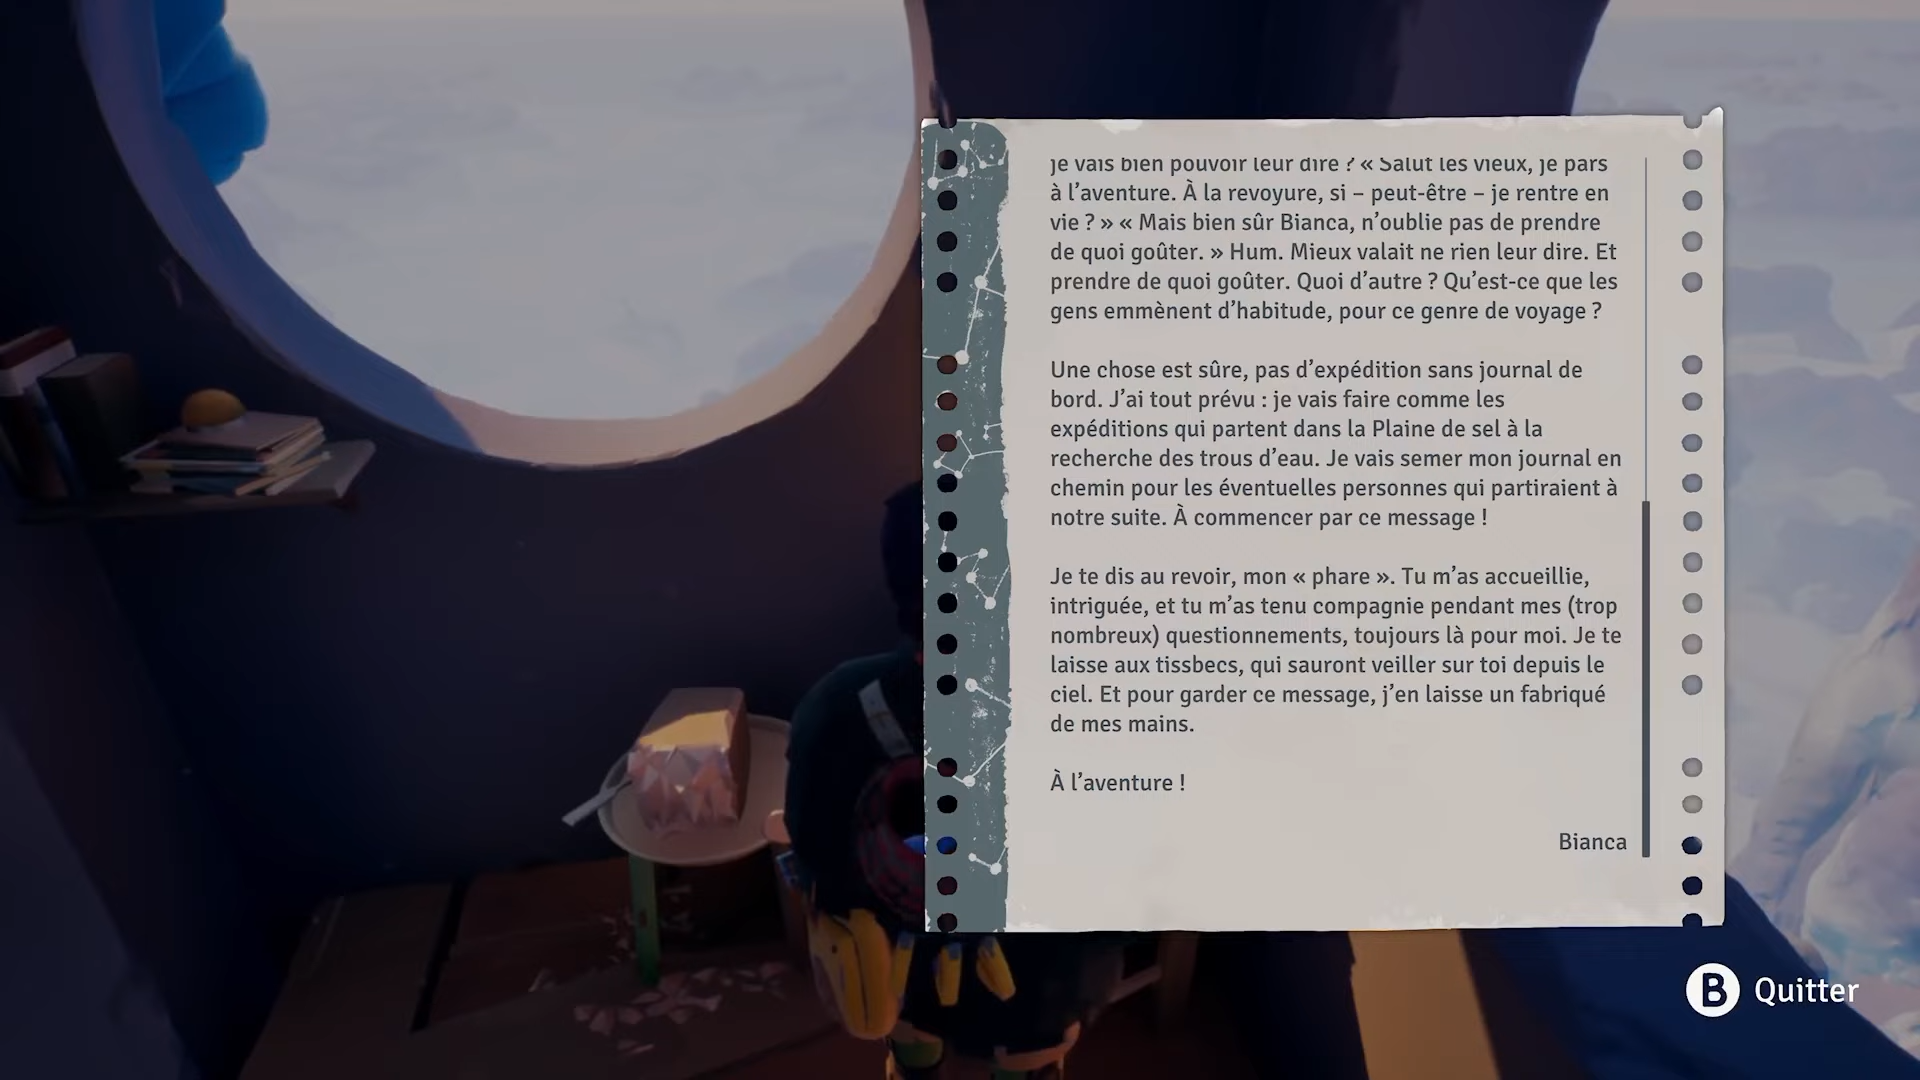 je vais bien pouvoir leur dire ? « Salut les vieux, je pars
à l’aventure. À la revoyure, si – peut-être – je rentre en
vie ? » « Mais bien sûr Bianca, n’oublie pas de prendre
de quoi goûter. » Hum. Mieux valait ne rien leur dire. Et
prendre de quoi goûter. Quoi d’autre ? Qu’est-ce que les
gens emmènent d’habitude, pour ce genre de voyage ?
Une chose est sûre, pas d’expédition sans journal de
bord. J’ai tout prévu : je vais faire comme les
expéditions qui partent dans la Plaine de sel à la
recherche des trous d’eau. Je vais semer mon journal en
chemin pour les éventuelles personnes qui partiraient à
notre suite. À commencer par ce message !
Je te dis au revoir, mon « phare ». Tu m’as accueillie,
intriguée, et tu m’as tenu compagnie pendant mes (trop
nombreux) questionnements, toujours là pour moi. Je te
laisse aux tissbecs, qui sauront veiller sur toi depuis le
ciel. Et pour garder ce message, j’en laisse un fabriqué
de mes mains.
À l’aventure !
Bianca
B Quitter